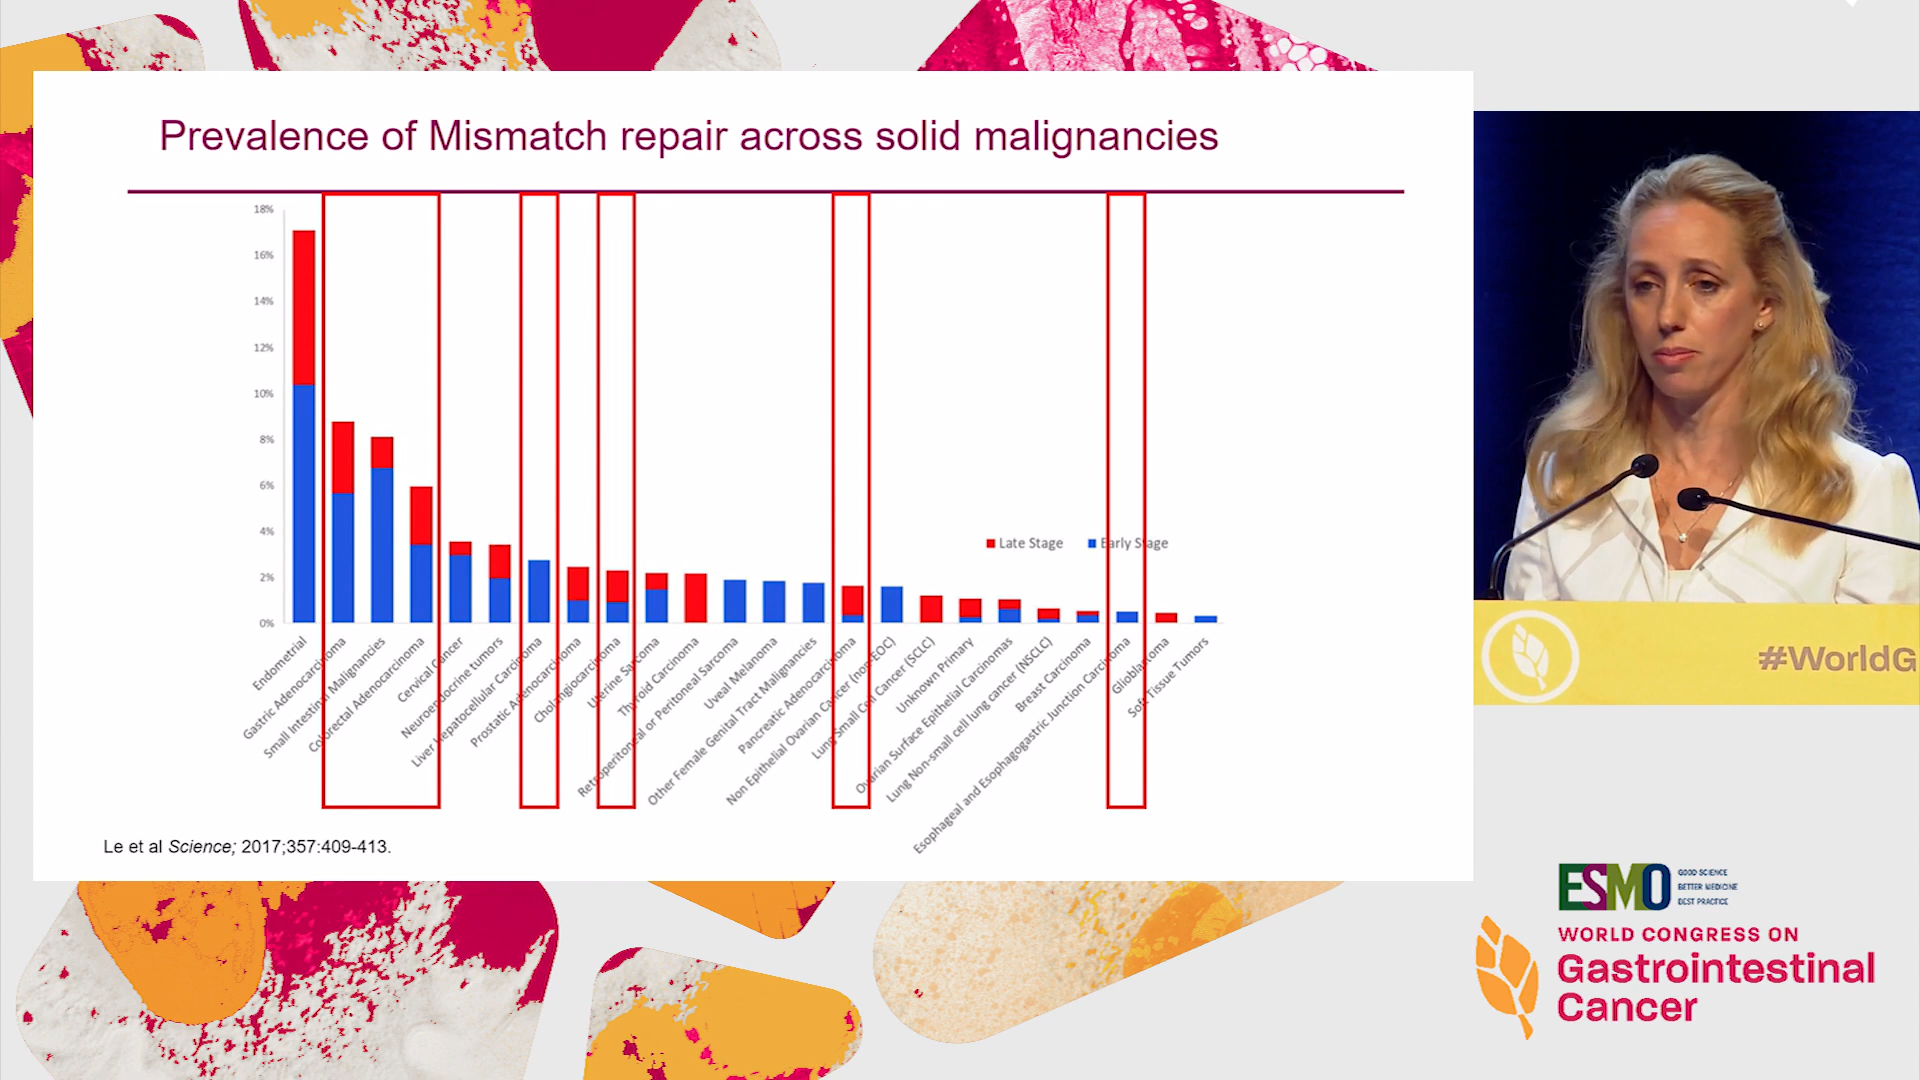 Prevalence of Mismatch repair across solid malignancies
18%
16%
14%
12%
10%
8%
6%
4%
2%
0%
Late Stage
Early Stage
Endometrial
Gastric Adenocarcinoma
Small Intestinal Malignancies
Colorectal Adenocarcinoma
Cervical Cancer
Neuroendocrine tumors
Liver Hepatocellular Carcinoma
Prostatic Adenocarcinoma
Cholangiocarcinoma
Uterine Sarcoma
Thyroid Carcinoma
Retroperitoneal or Peritoneal Sarcoma
Uveal Melanoma
Other Female Genital Tract Malignancies
Pancreatic Adenocarcinoma
Non Epithelial Ovarian Cancer (non-EOC)
Lung Small Cell Cancer (SCLC)
Unknown Primary
Ovarian Surface Epithelial Carcinomas
Lung Non-small cell lung cancer (NSCLC)
Breast Carcinoma
Esophageal and Esophagogastric Junction Carcinoma
Glioblastoma
Soft Tissue Tumors
Le et al Science; 2017;357:409-413.
#WorldG
ESMO
GOOD SCIENCE
BETTER MEDICINE
BEST PRACTICE
WORLD CONGRESS ON
Gastrointestinal
Cancer